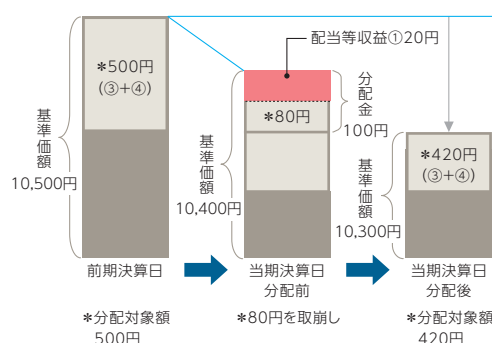 配当等収益①20円
*500円
(③+④)
基準価額
10,500円
*80円
分配金
100円
基準価額
10,400円
*420円
(③+④)
基準価額
10,300円
前期決算日
当期決算日
分配前
当期決算日
分配後
*分配対象額
500円
*80円を取崩し
*分配対象額
420円